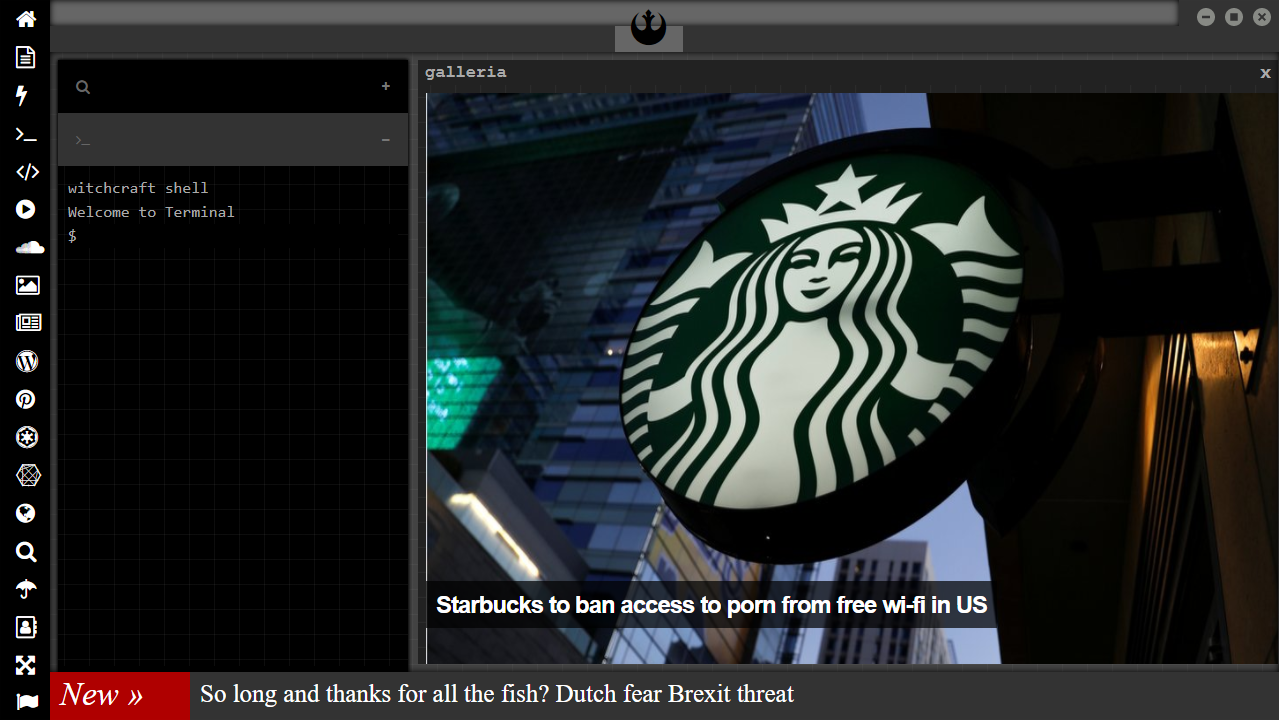 galleria
x
+
>_
−
witchcraft shell
Welcome to Terminal
$
Starbucks to ban access to porn from free wi-fi in US
New »
So long and thanks for all the fish? Dutch fear Brexit threat